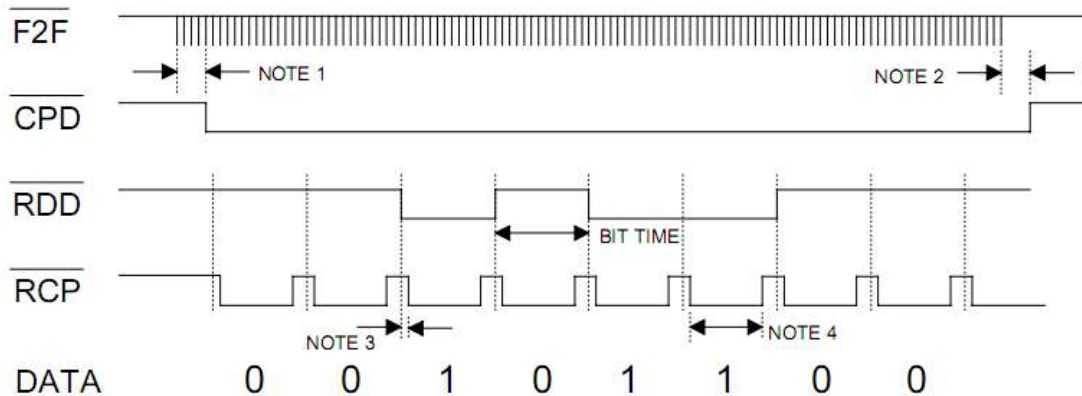 F2F
NOTE 1
NOTE 2
CPD
RDD
BIT TIME
RCP
NOTE 3
NOTE 4
DATA 0 0 1 0 1 1 0 0